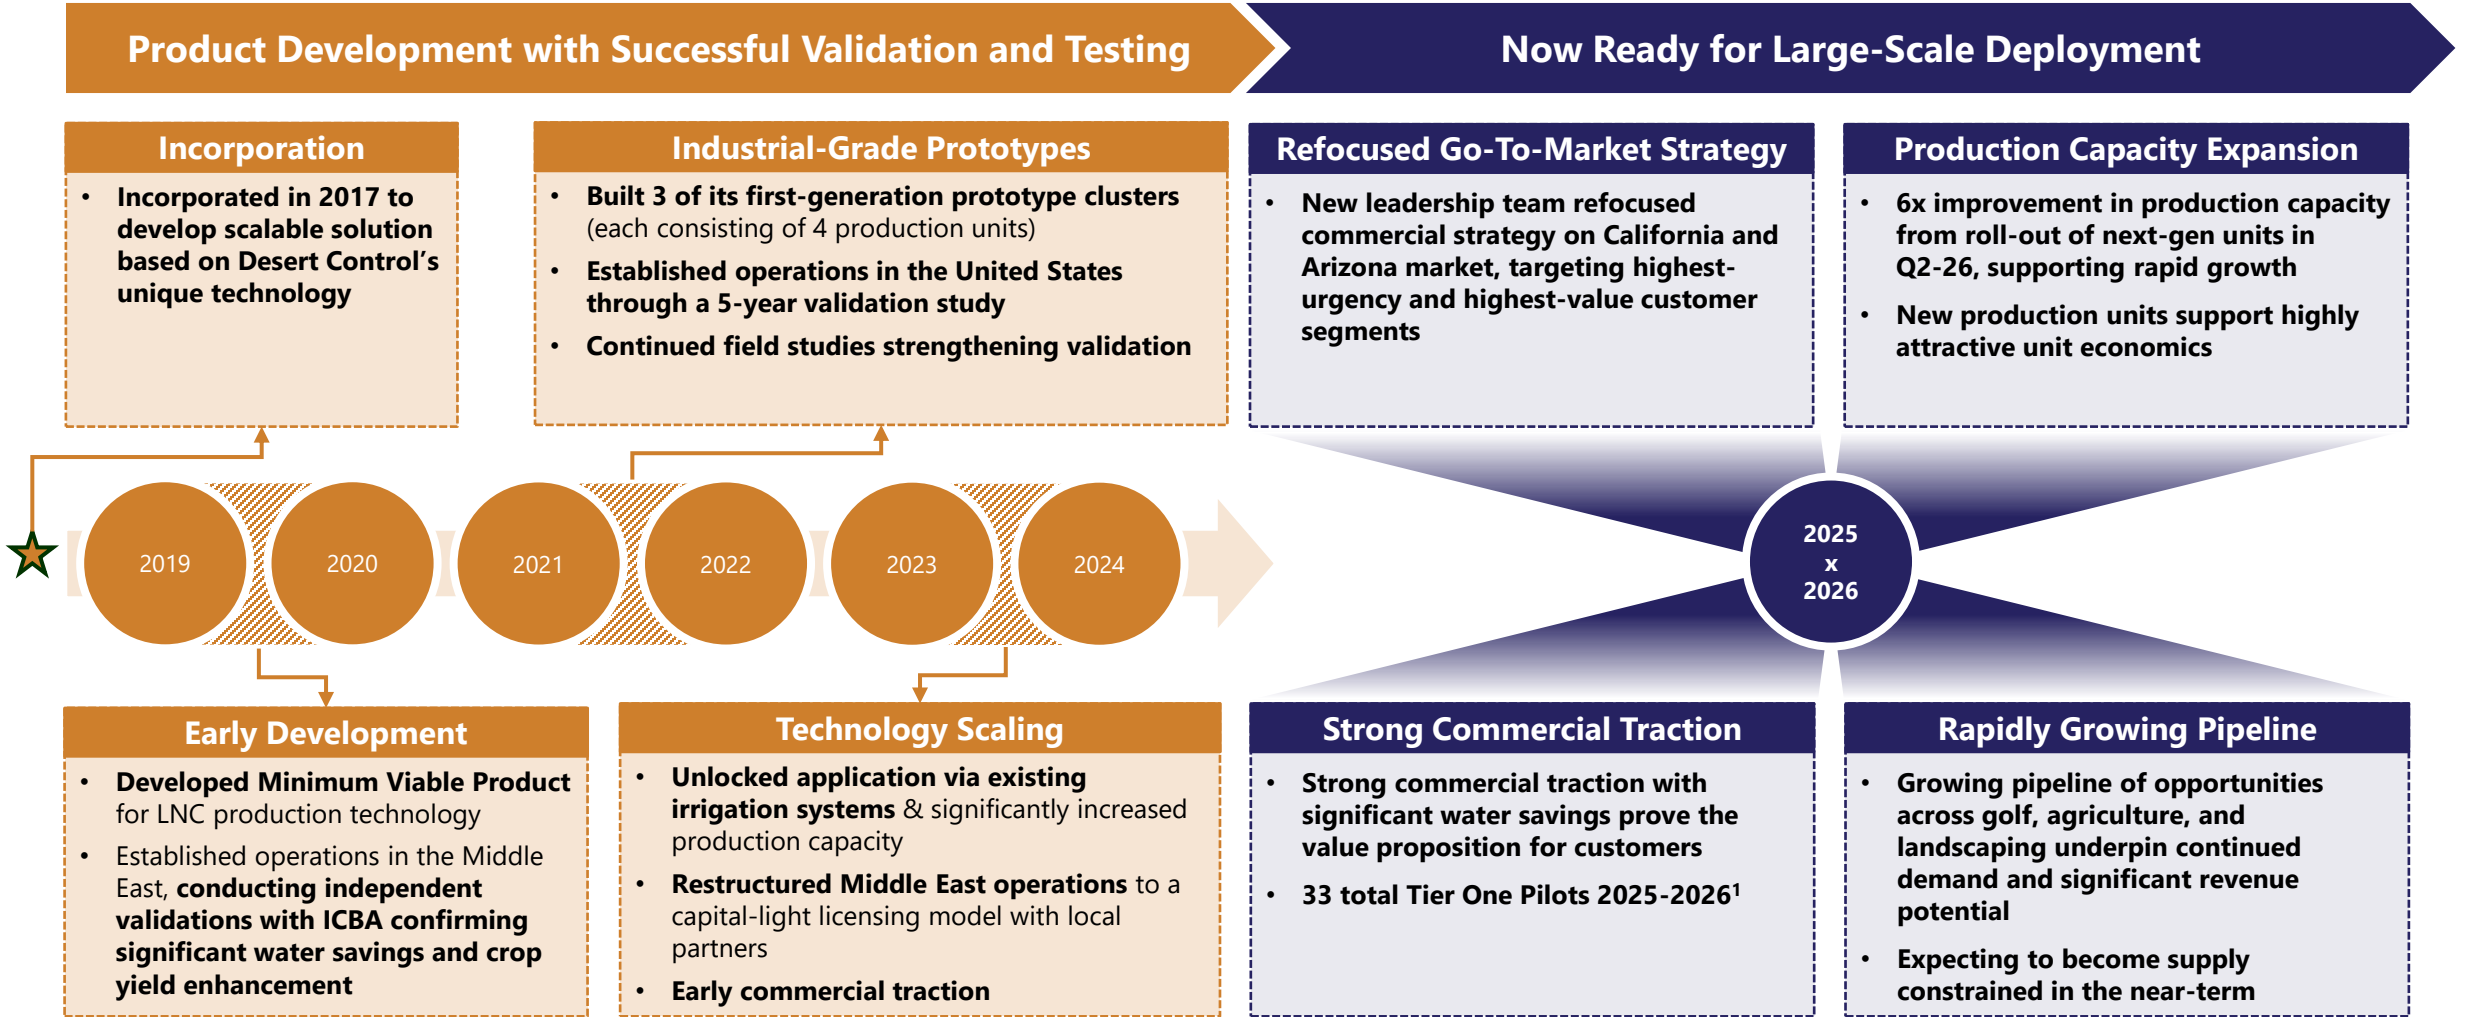 Product Development with Successful Validation and Testing
Now Ready for Large-Scale Deployment
Incorporation
• Incorporated in 2017 to
develop scalable solution
based on Desert Control’s
unique technology
Industrial-Grade Prototypes
• Built 3 of its first-generation prototype clusters
(each consisting of 4 production units)
• Established operations in the United States
through a 5-year validation study
• Continued field studies strengthening validation
Refocused Go-To-Market Strategy
• New leadership team refocused
commercial strategy on California and
Arizona market, targeting highest-
urgency and highest-value customer
segments
Production Capacity Expansion
• 6x improvement in production capacity
from roll-out of next-gen units in
Q2-26, supporting rapid growth
• New production units support highly
attractive unit economics
2019
2020
2021
2022
2023
2024
2025
x
2026
Early Development
• Developed Minimum Viable Product
for LNC production technology
• Established operations in the Middle
East, conducting independent
validations with ICBA confirming
significant water savings and crop
yield enhancement
Technology Scaling
• Unlocked application via existing
irrigation systems & significantly increased
production capacity
• Restructured Middle East operations to a
capital-light licensing model with local
partners
• Early commercial traction
Strong Commercial Traction
• Strong commercial traction with
significant water savings prove the
value proposition for customers
• 33 total Tier One Pilots 2025-2026¹
Rapidly Growing Pipeline
• Growing pipeline of opportunities
across golf, agriculture, and
landscaping underpin continued
demand and significant revenue
potential
• Expecting to become supply
constrained in the near-term